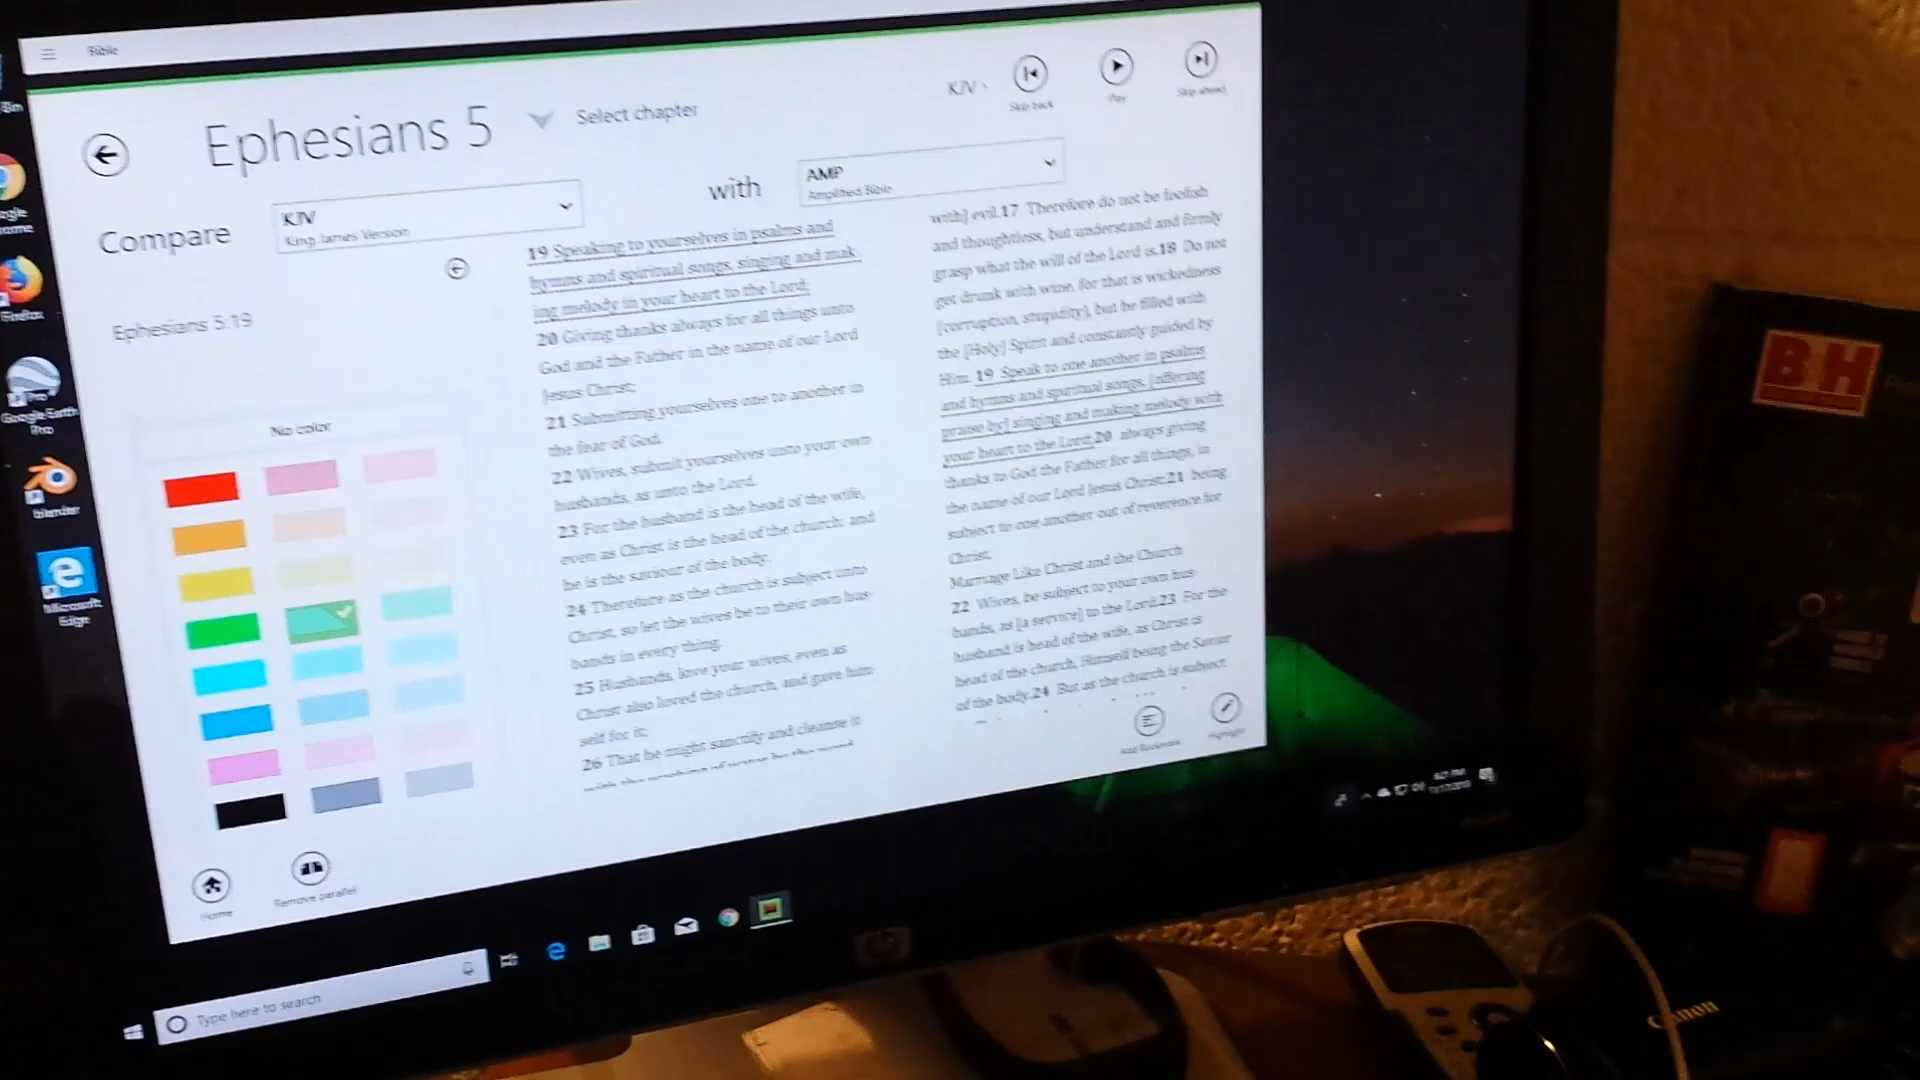 Bible
Ephesians 5
Select chapter
KJV
Skip back
Play
Skip ahead
Compare
KJV
King James Version
with
AMP
Amplified Bible
Ephesians 5:19
No color
19 Speaking to yourselves in psalms and
hymns and spiritual songs, singing and mak-
ing melody in your heart to the Lord;
20 Giving thanks always for all things unto
God and the Father in the name of our Lord
Jesus Christ;
21 Submitting yourselves one to another in
the fear of God.
22 Wives, submit yourselves unto your own
husbands, as unto the Lord.
23 For the husband is the head of the wife,
even as Christ is the head of the church: and
he is the saviour of the body.
24 Therefore as the church is subject unto
Christ, so let the wives be to their own hus-
bands in every thing.
25 Husbands, love your wives, even as
Christ also loved the church, and gave him-
self for it;
26 That he might sanctify and cleanse it
with the washing of water by the word,
with] evil.17 Therefore do not be foolish
and thoughtless, but understand and firmly
grasp what the will of the Lord is.18 Do not
get drunk with wine, for that is wickedness
(corruption, stupidity), but be filled with
the [Holy] Spirit and constantly guided by
Him. 19 Speak to one another in psalms
and hymns and spiritual songs, [offering
praise by] singing and making melody with
your heart to the Lord;20 always giving
thanks to God the Father for all things, in
the name of our Lord Jesus Christ;21 being
subject to one another out of reverence for
Christ.
Marriage Like Christ and the Church
22 Wives, be subject to your own hus-
bands, as [a service] to the Lord.23 For the
husband is head of the wife, as Christ is
head of the church, Himself being the Savior
of the body.24 But as the church is subject
Add Bookmark
Highlight
Home
Remove parallel
Type here to search
Firefox
Google Earth
Pro
blender
Microsoft
Edge
B&H
hp
Canon